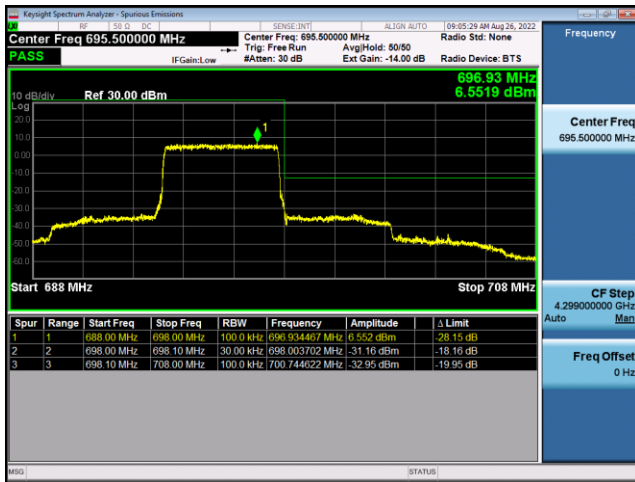 Keysight Spectrum Analyzer - Spurious Emissions
RF 50 Ω DC SENSE:INT ALIGN AUTO 09:05:29 AM Aug 26, 2022
Center Freq 695.500000 MHz Center Freq: 695.500000 MHz Radio Std: None
PASS Trig: Free Run Avg|Hold: 50/50
IFGain:Low #Atten: 30 dB Ext Gain: -14.00 dB Radio Device: BTS
696.93 MHz
10 dB/div Ref 30.00 dBm 6.5519 dBm
Log
20.0
1
10.0
0.00
-10.0
-20.0
-30.0
-40.0
-50.0
-60.0
Start 688 MHz Stop 708 MHz
Spur Range Start Freq Stop Freq RBW Frequency Amplitude Δ Limit
1 1 688.00 MHz 698.00 MHz 100.0 kHz 696.934467 MHz 6.552 dBm -28.15 dB
2 2 698.00 MHz 698.10 MHz 30.00 kHz 698.003702 MHz -31.16 dBm -18.16 dB
3 3 698.10 MHz 708.00 MHz 100.0 kHz 700.744622 MHz -32.95 dBm -19.95 dB
MSG STATUS
Frequency
Center Freq
695.500000 MHz
CF Step
4.299000000 GHz
Auto Man
Freq Offset
0 Hz